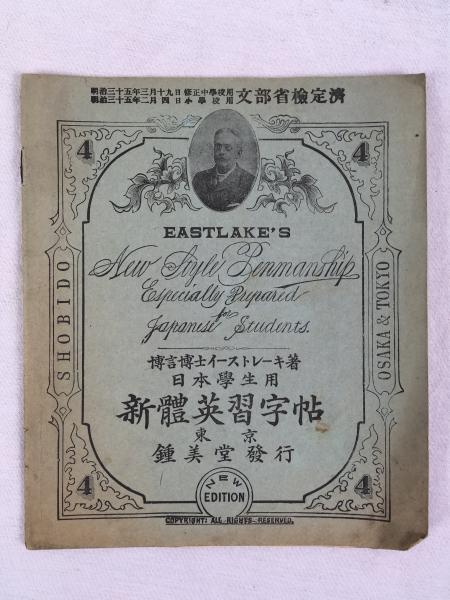 明治三十五年三月十九日修正中學校用
明治三十五年二月四日小學校用
文部省檢定濟
4
4
EASTLAKE'S
New Style Penmanship
Especially Prepared
for
Japanese Students.
SHOBIDO
OSAKA & TOKYO
博言博士イーストレーキ著
日本學生用
新體英習字帖
東京
鍾美堂發行
4
4
NEW
EDITION
COPYRIGHT: ALL RIGHTS RESERVED.